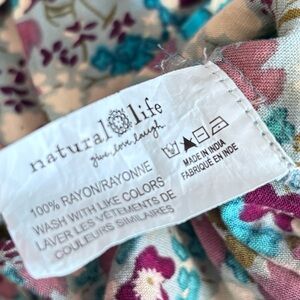 natural life
give. love. laugh.
100% RAYON/RAYONNE
WASH WITH LIKE COLORS
LAVER LES VÊTEMENTS DE
COULEURS SIMILAIRES
MADE IN INDIA
FABRIQUE EN INDE